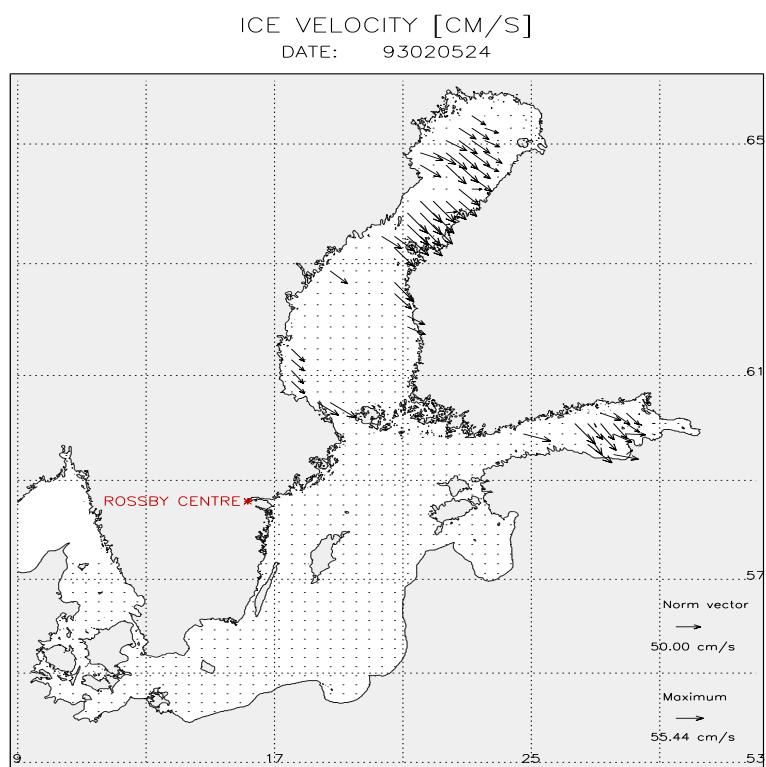 ICE VELOCITY [CM/S]
DATE: 93020524
65
61
ROSSBY CENTRE
57
Norm vector
50.00 cm/s
Maximum
55.44 cm/s
9 17 25 53